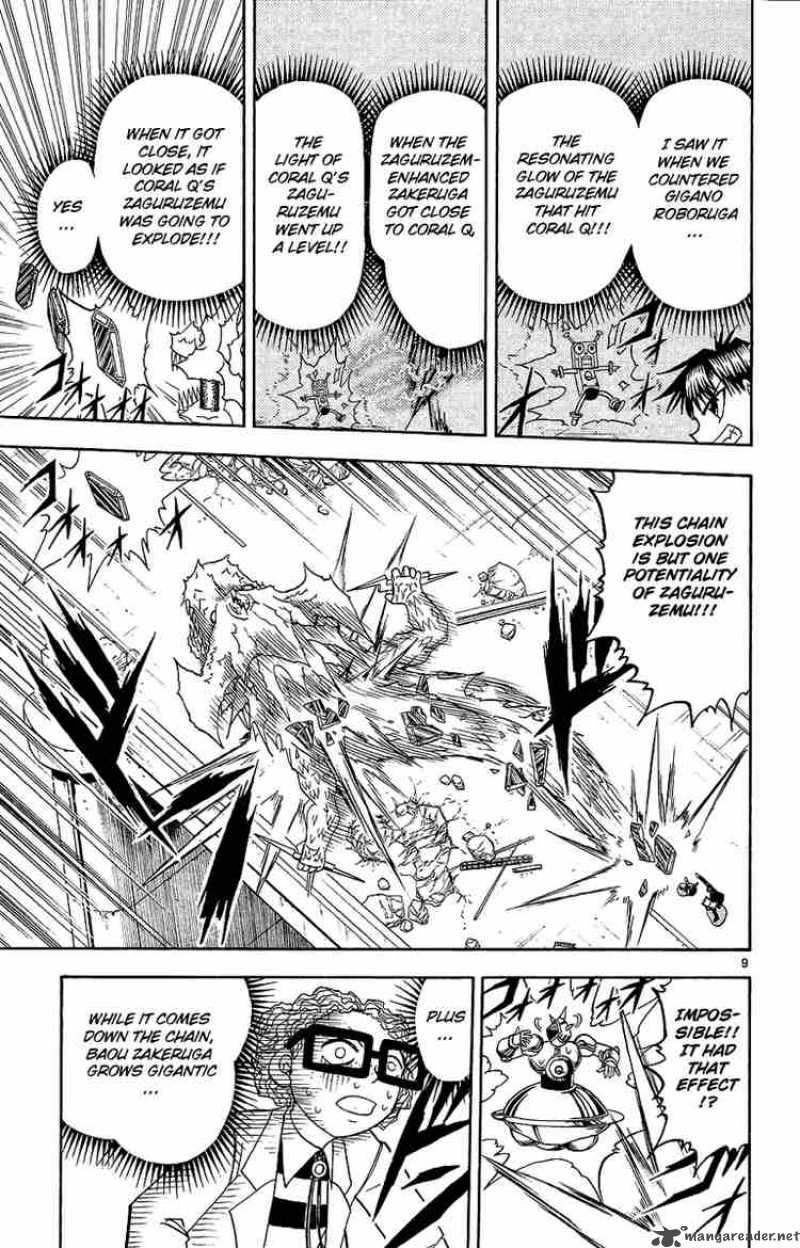 I SAW IT
WHEN WE
COUNTERED
GIGANO
ROBORUGA
...
THE
RESONATING
GLOW OF THE
ZAGURUZEMU
THAT HIT
CORAL Q!!!
WHEN THE
ZAGURUZEM-
ENHANCED
ZAKERUGA
GOT CLOSE
TO CORAL Q,
THE
LIGHT OF
CORAL Q'S
ZAGU-
RUZEMU
WENT UP
A LEVEL!!
WHEN IT GOT
CLOSE, IT
LOOKED AS IF
CORAL Q'S
ZAGURUZEMU
WAS GOING TO
EXPLODE!!!
YES
...
THIS CHAIN
EXPLOSION
IS BUT ONE
POTENTIALITY
OF ZAGURU-
ZEMU!!!
9
IMPOS-
SIBLE!!
IT HAD
THAT
EFFECT
!?
PLUS
...
WHILE IT COMES
DOWN THE CHAIN,
BAOU ZAKERUGA
GROWS GIGANTIC
...
mangareader.net